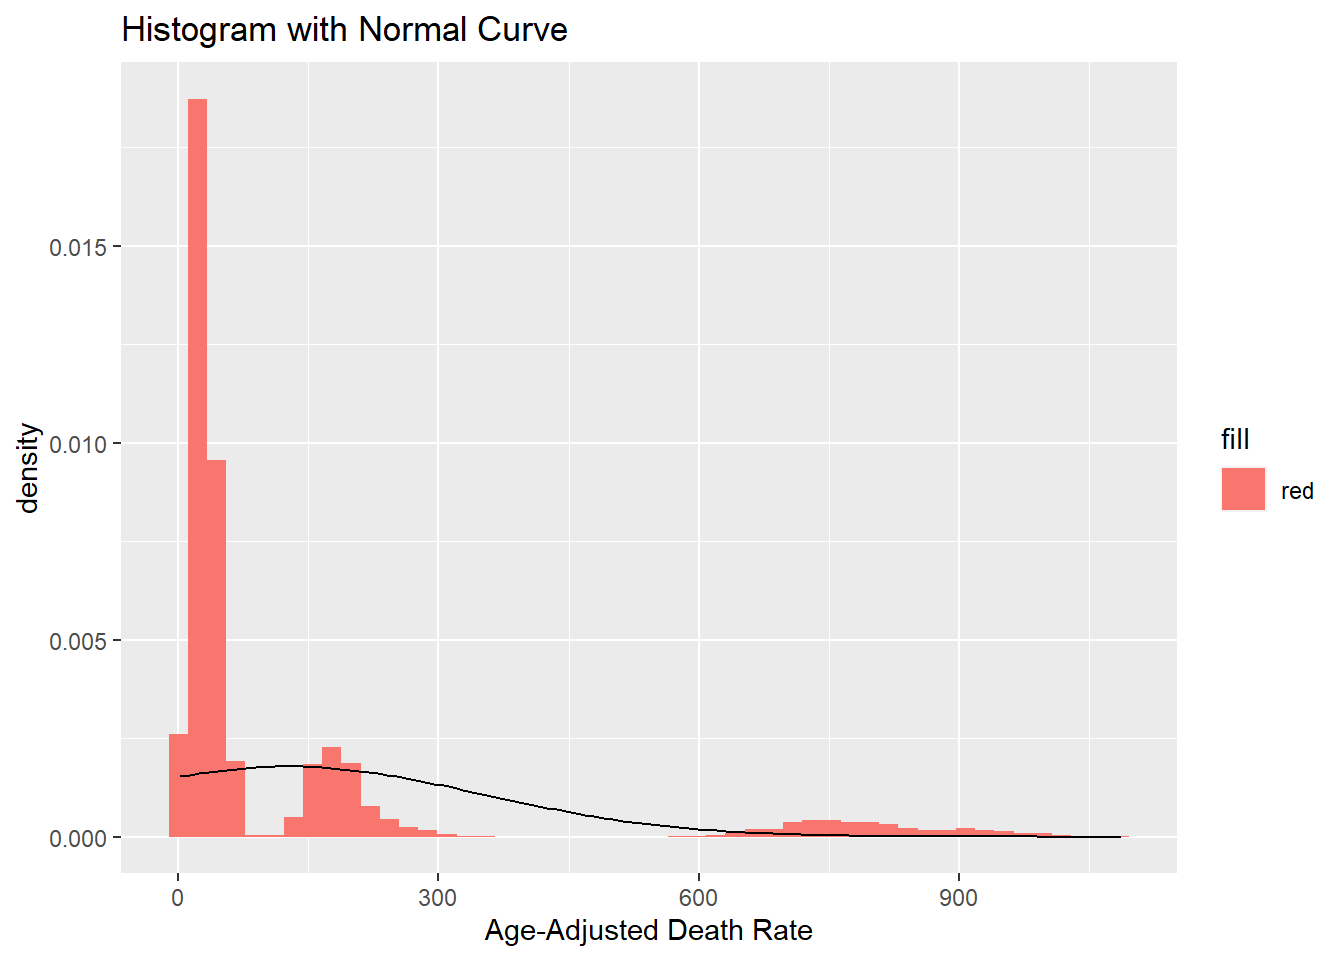 Histogram with Normal Curve
0.015
0.010
0.005
0.000
density
0 300 600 900
Age-Adjusted Death Rate
fill
red